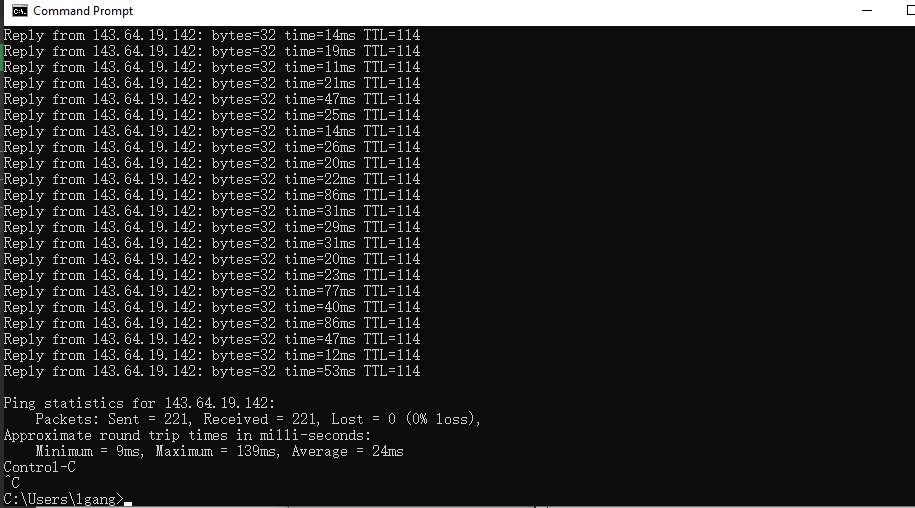 Command Prompt
Reply from 143.64.19.142: bytes=32 time=14ms TTL=114
Reply from 143.64.19.142: bytes=32 time=19ms TTL=114
Reply from 143.64.19.142: bytes=32 time=11ms TTL=114
Reply from 143.64.19.142: bytes=32 time=21ms TTL=114
Reply from 143.64.19.142: bytes=32 time=47ms TTL=114
Reply from 143.64.19.142: bytes=32 time=25ms TTL=114
Reply from 143.64.19.142: bytes=32 time=14ms TTL=114
Reply from 143.64.19.142: bytes=32 time=26ms TTL=114
Reply from 143.64.19.142: bytes=32 time=20ms TTL=114
Reply from 143.64.19.142: bytes=32 time=22ms TTL=114
Reply from 143.64.19.142: bytes=32 time=86ms TTL=114
Reply from 143.64.19.142: bytes=32 time=31ms TTL=114
Reply from 143.64.19.142: bytes=32 time=29ms TTL=114
Reply from 143.64.19.142: bytes=32 time=31ms TTL=114
Reply from 143.64.19.142: bytes=32 time=20ms TTL=114
Reply from 143.64.19.142: bytes=32 time=23ms TTL=114
Reply from 143.64.19.142: bytes=32 time=77ms TTL=114
Reply from 143.64.19.142: bytes=32 time=40ms TTL=114
Reply from 143.64.19.142: bytes=32 time=86ms TTL=114
Reply from 143.64.19.142: bytes=32 time=47ms TTL=114
Reply from 143.64.19.142: bytes=32 time=12ms TTL=114
Reply from 143.64.19.142: bytes=32 time=53ms TTL=114
Ping statistics for 143.64.19.142:
Packets: Sent = 221, Received = 221, Lost = 0 (0% loss),
Approximate round trip times in milli-seconds:
Minimum = 9ms, Maximum = 139ms, Average = 24ms
Control-C
^C
C:\Users\lgang>